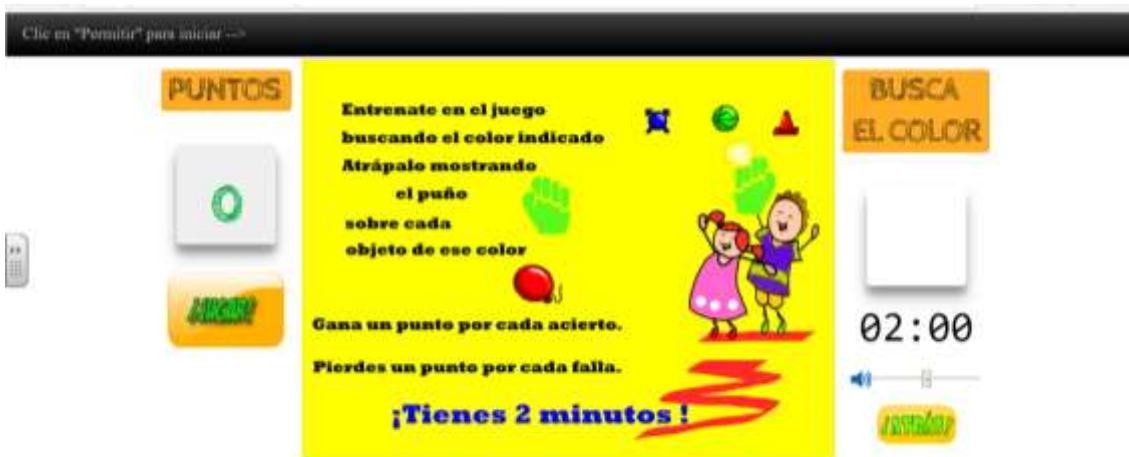 Clic en "Permitir" para iniciar -->
PUNTOS
0
¡JUGAR!
Entrenate en el juego
buscando el color indicado
Atrápalo mostrando
el puño
sobre cada
objeto de ese color
Gana un punto por cada acierto.
Pierdes un punto por cada falla.
¡Tienes 2 minutos !
BUSCA
EL COLOR
02:00
¡ATRÁS!